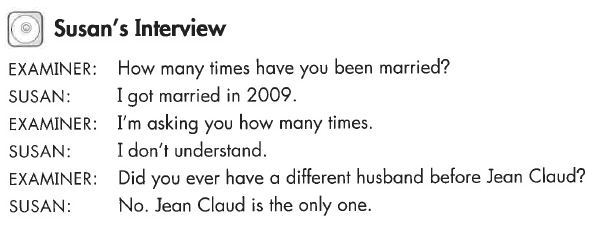 Susan's Interview
EXAMINER: How many times have you been married?
SUSAN: I got married in 2009.
EXAMINER: I'm asking you how many times.
SUSAN: I don't understand.
EXAMINER: Did you ever have a different husband before Jean Claud?
SUSAN: No. Jean Claud is the only one.